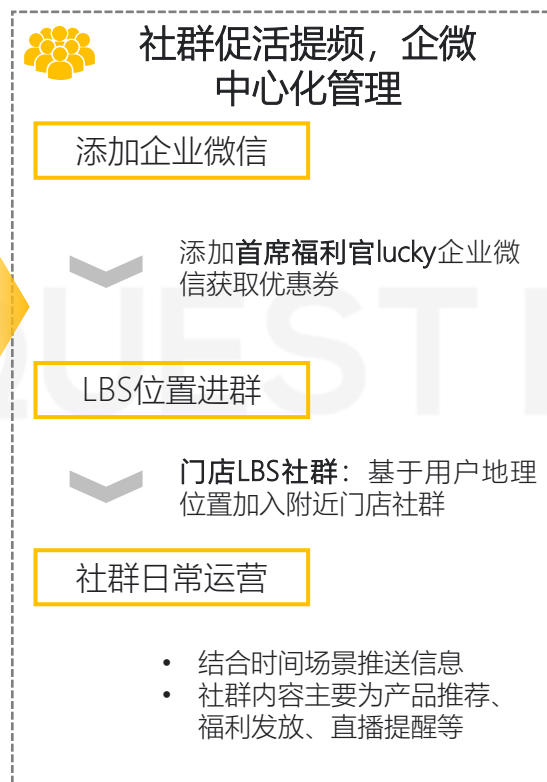 社群促活提频，企微
中心化管理
添加企业微信
添加首席福利官lucky企业微
信获取优惠券
QUEST
LBS位置进群
门店LBS社群：基于用户地理
位置加入附近门店社群
社群日常运营
• 结合时间场景推送信息
• 社群内容主要为产品推荐、
福利发放、直播提醒等